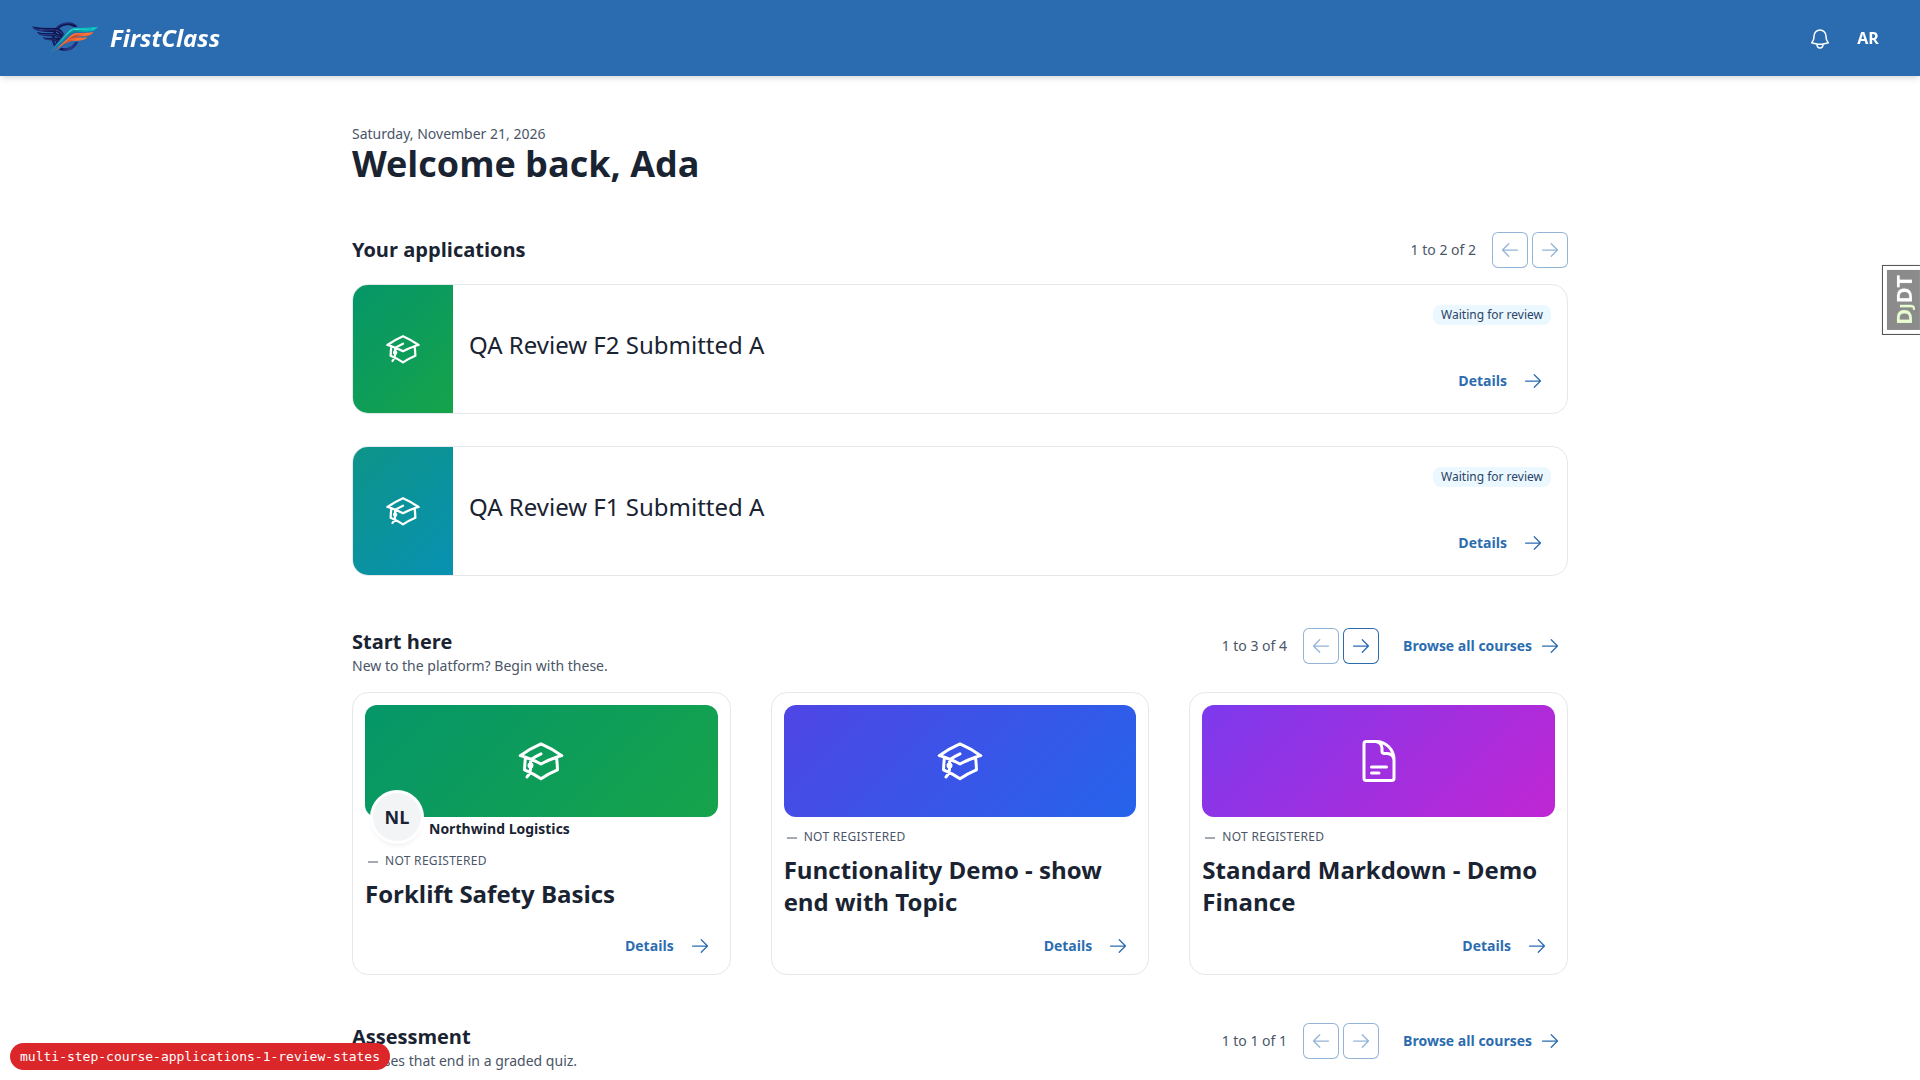 FirstClass
AR
Saturday, November 21, 2026
Welcome back, Ada
Your applications
1 to 2 of 2
Waiting for review
QA Review F2 Submitted A
Details
Waiting for review
QA Review F1 Submitted A
Details
DjDT
Start here
New to the platform? Begin with these.
1 to 3 of 4
Browse all courses
NL
Northwind Logistics
NOT REGISTERED
Forklift Safety Basics
Details
NOT REGISTERED
Functionality Demo - show
end with Topic
Details
NOT REGISTERED
Standard Markdown - Demo
Finance
Details
Assessment
1 to 1 of 1
Browse all courses
multi-step-course-applications-1-review-states
that end in a graded quiz.